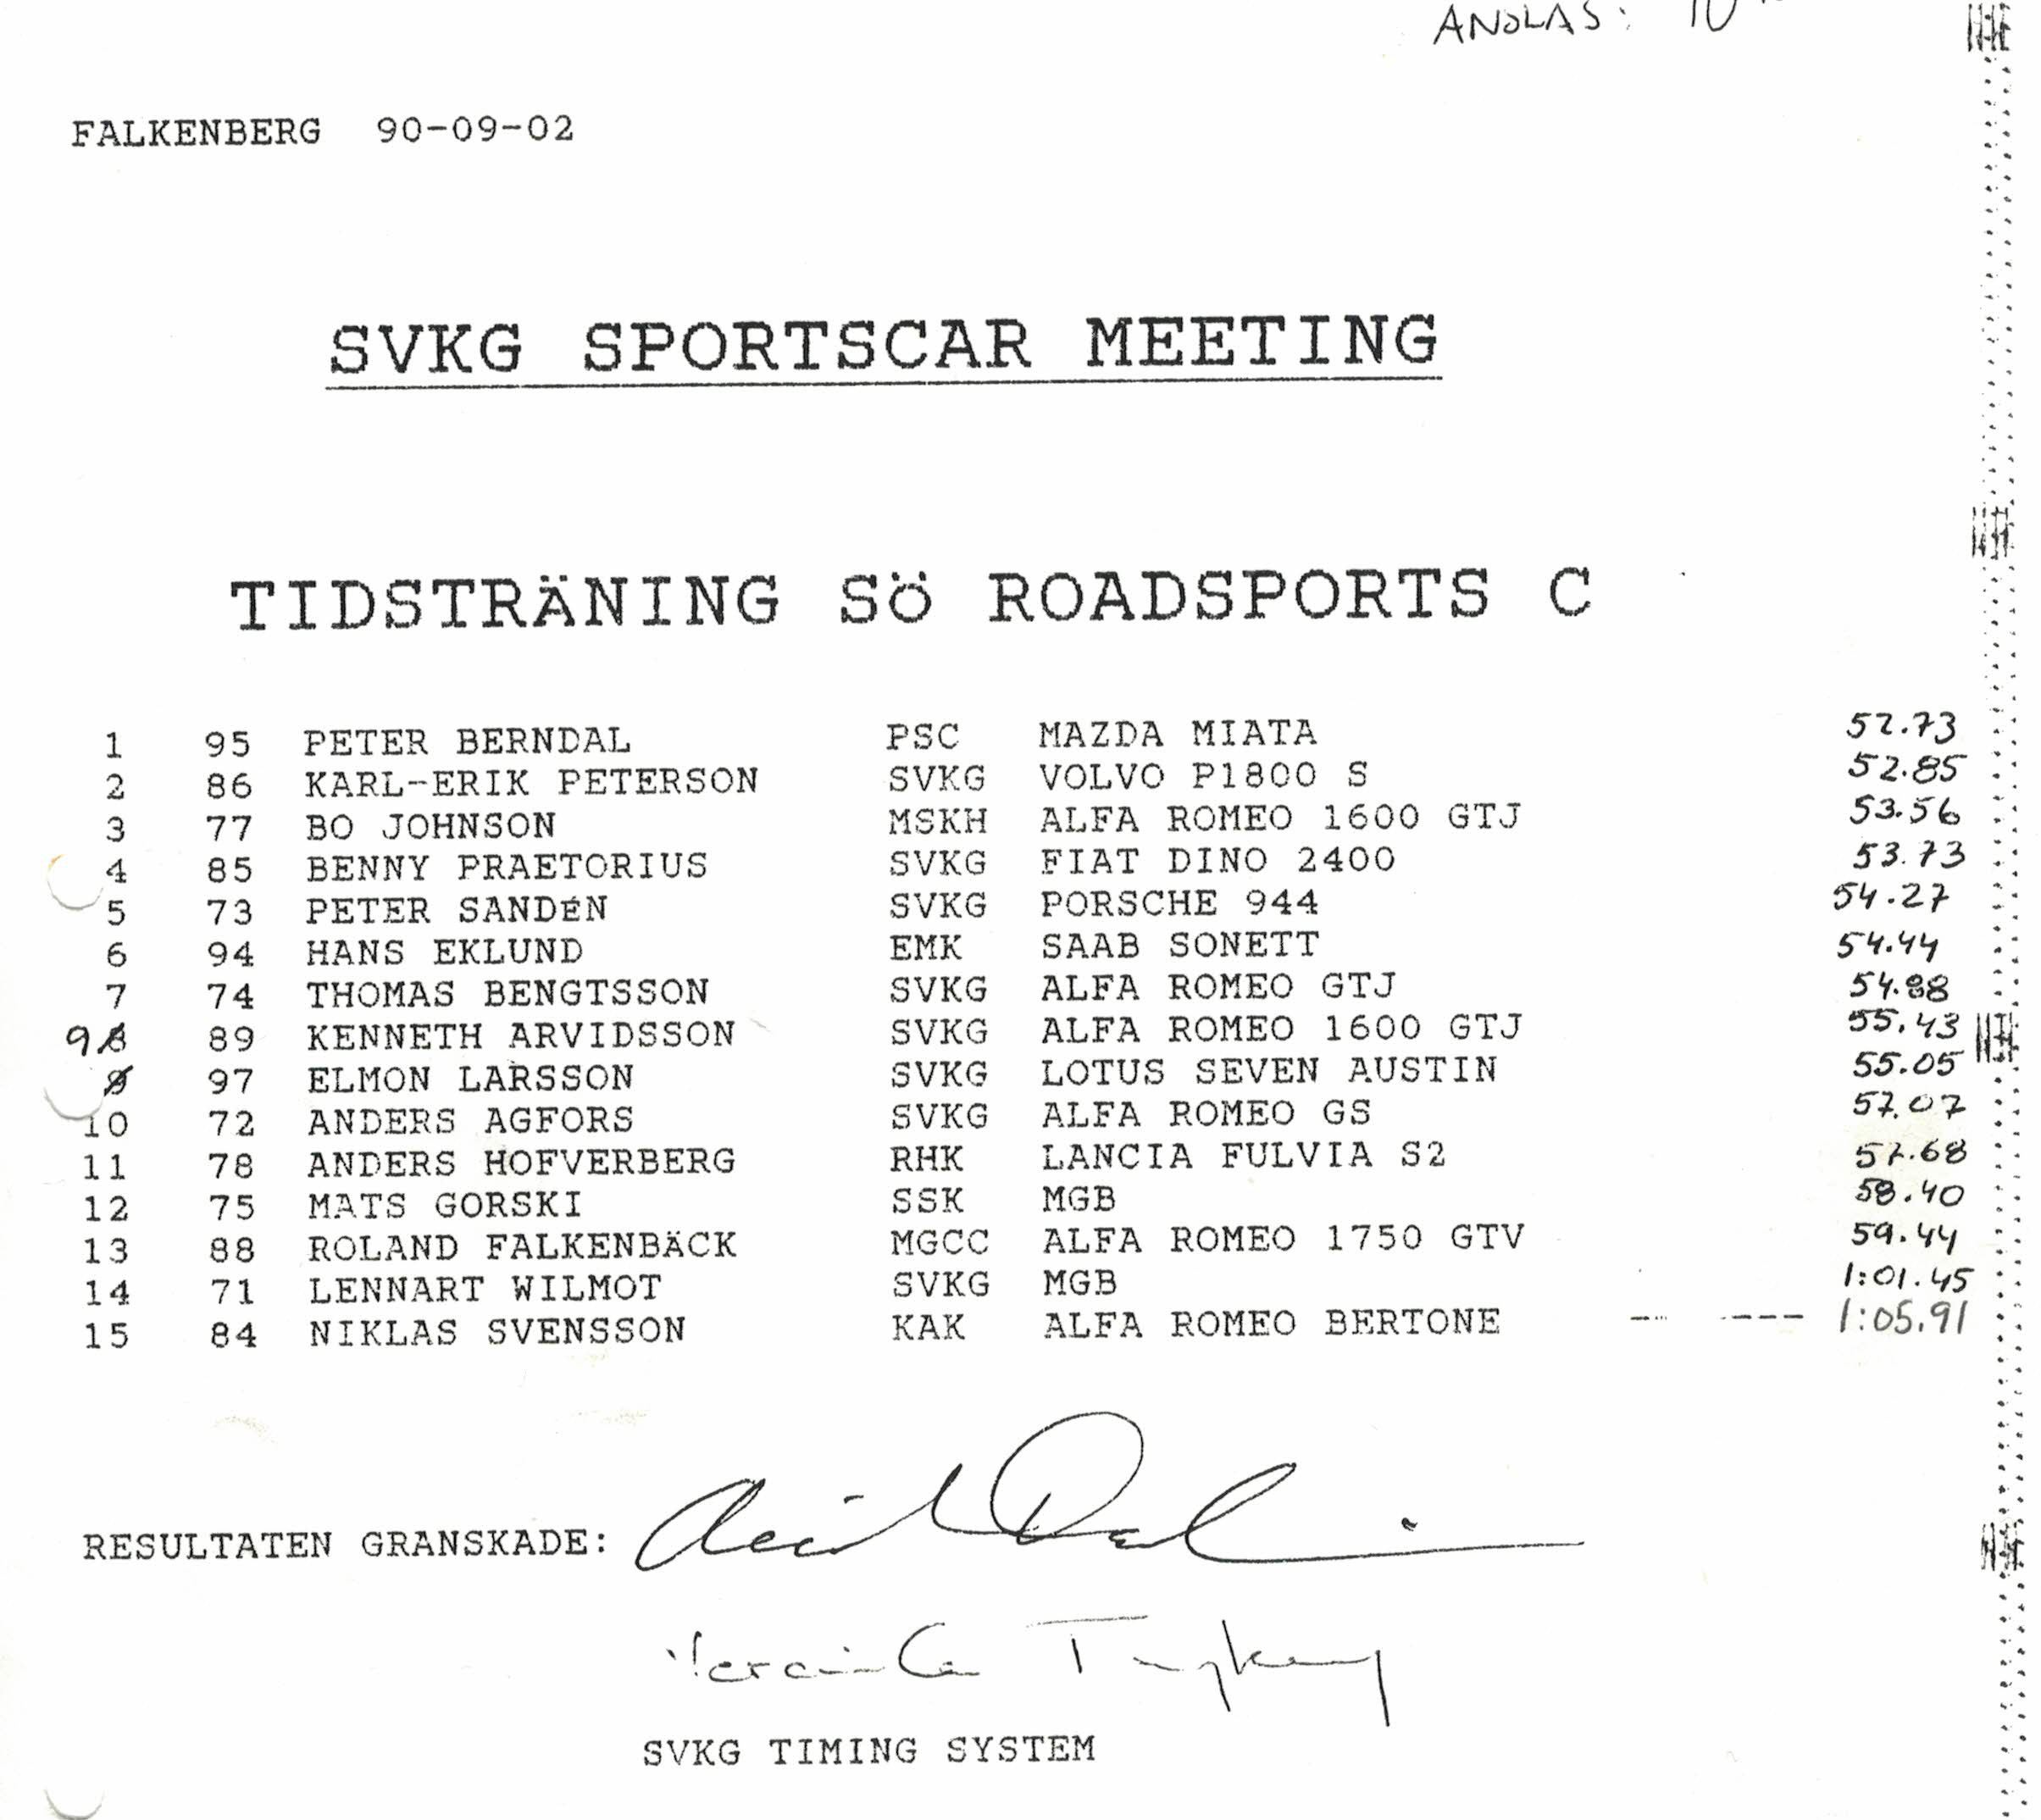 ANSLAS: 10
FALKENBERG 90-09-02
SVKG SPORTSCAR MEETING
TIDSTRÄNING SÖ ROADSPORTS C
1 95 PETER BERNDAL PSC MAZDA MIATA 52.73
2 86 KARL-ERIK PETERSON SVKG VOLVO P1800 S 52.85
3 77 BO JOHNSON MSKH ALFA ROMEO 1600 GTJ 53.56
4 85 BENNY PRAETORIUS SVKG FIAT DINO 2400 53.73
5 73 PETER SANDÉN SVKG PORSCHE 944 54.27
6 94 HANS EKLUND EMK SAAB SONETT 54.44
7 74 THOMAS BENGTSSON SVKG ALFA ROMEO GTJ 54.88
9 8 89 KENNETH ARVIDSSON SVKG ALFA ROMEO 1600 GTJ 55.43
9 97 ELMON LARSSON SVKG LOTUS SEVEN AUSTIN 55.05
10 72 ANDERS AGFORS SVKG ALFA ROMEO GS 57.07
11 78 ANDERS HOFVERBERG RHK LANCIA FULVIA S2 57.68
12 75 MATS GORSKI SSK MGB 58.40
13 88 ROLAND FALKENBÄCK MGCC ALFA ROMEO 1750 GTV 59.44
14 71 LENNART WILMOT SVKG MGB 1:01.45
15 84 NIKLAS SVENSSON KAK ALFA ROMEO BERTONE -- ---- 1:05.91
RESULTATEN GRANSKADE:
SVKG TIMING SYSTEM